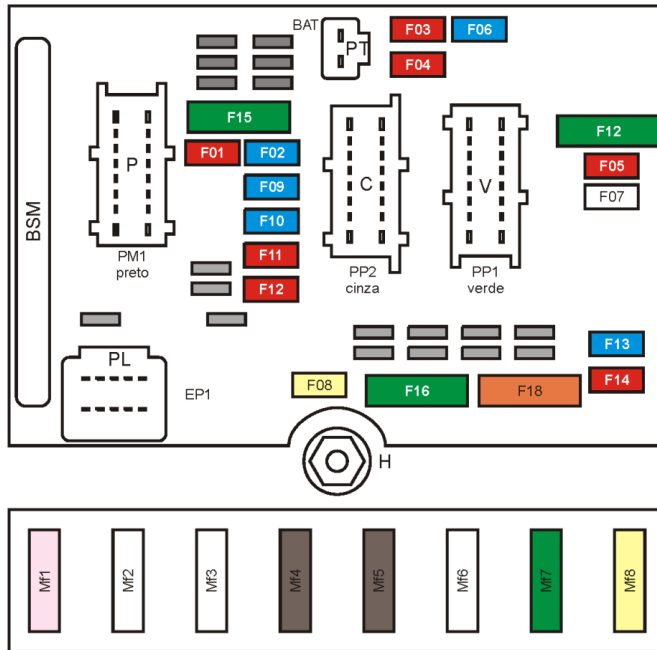 BAT
PT
F03
F06
F04
F15
F12
F01
F02
F05
P
F09
F07
C
V
BSM
F10
PM1
preto
F11
PP2
cinza
PP1
verde
F12
F13
PL
F14
EP1
F08
F16
F18
H
Mf1
Mf2
Mf3
Mf4
Mf5
Mf6
Mf7
Mf8